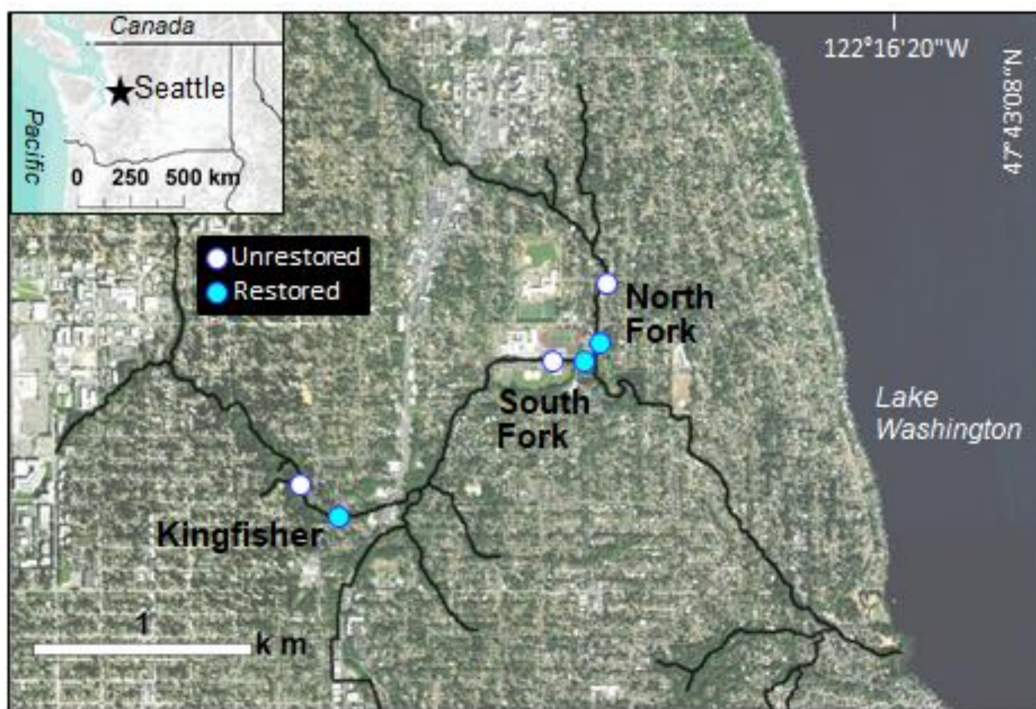 Canada
Seattle
Pacific
0 250 500 km
122°16'20"W
47°43'08"N
Unrestored
Restored
North
Fork
South
Fork
Lake
Washington
Kingfisher
1
km